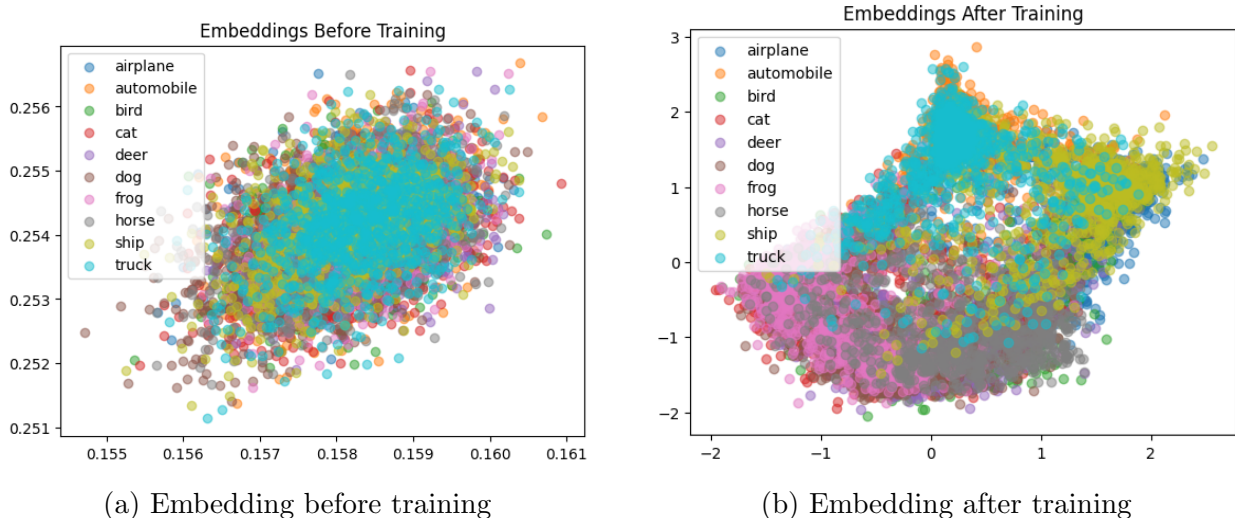 Embeddings Before Training
airplane
automobile
bird
cat
deer
dog
frog
horse
ship
truck
0.256
0.255
0.254
0.253
0.252
0.251
0.155 0.156 0.157 0.158 0.159 0.160 0.161
(a) Embedding before training
Embeddings After Training
airplane
automobile
bird
cat
deer
dog
frog
horse
ship
truck
3
2
1
0
−1
−2
−2 −1 0 1 2
(b) Embedding after training